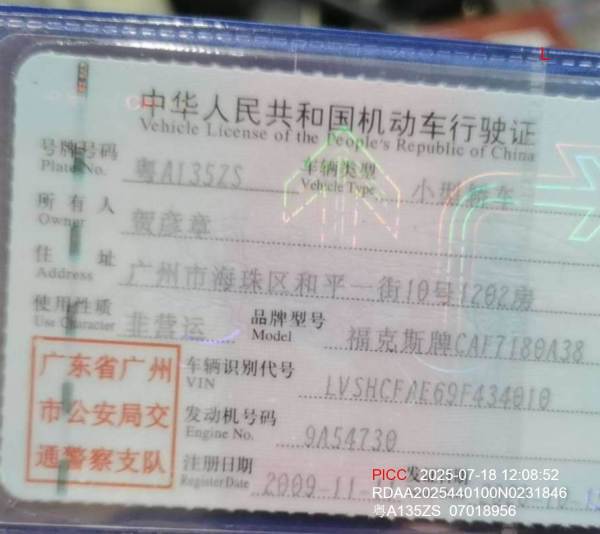 中华人民共和国机动车行驶证
Vehicle License of the People's Republic of China
号牌号码 粤A135ZS 车辆类型 小型轿车
Plate No. Vehicle Type
所有人 贺彦章
Owner
住址 广州市海珠区和平一街10号1202房
Address
使用性质 非营运 品牌型号 福克斯牌CAF7180A38
Use Character Model
广东省广州
市公安局交
通警察支队
车辆识别代号 LVSHCFAE69F434010
VIN
发动机号码 9A54730
Engine No.
注册日期 2009-11-
Register Date
PICC 2025-07-18 12:08:52
RDAA2025440100N0231846
粤A135ZS 07018956